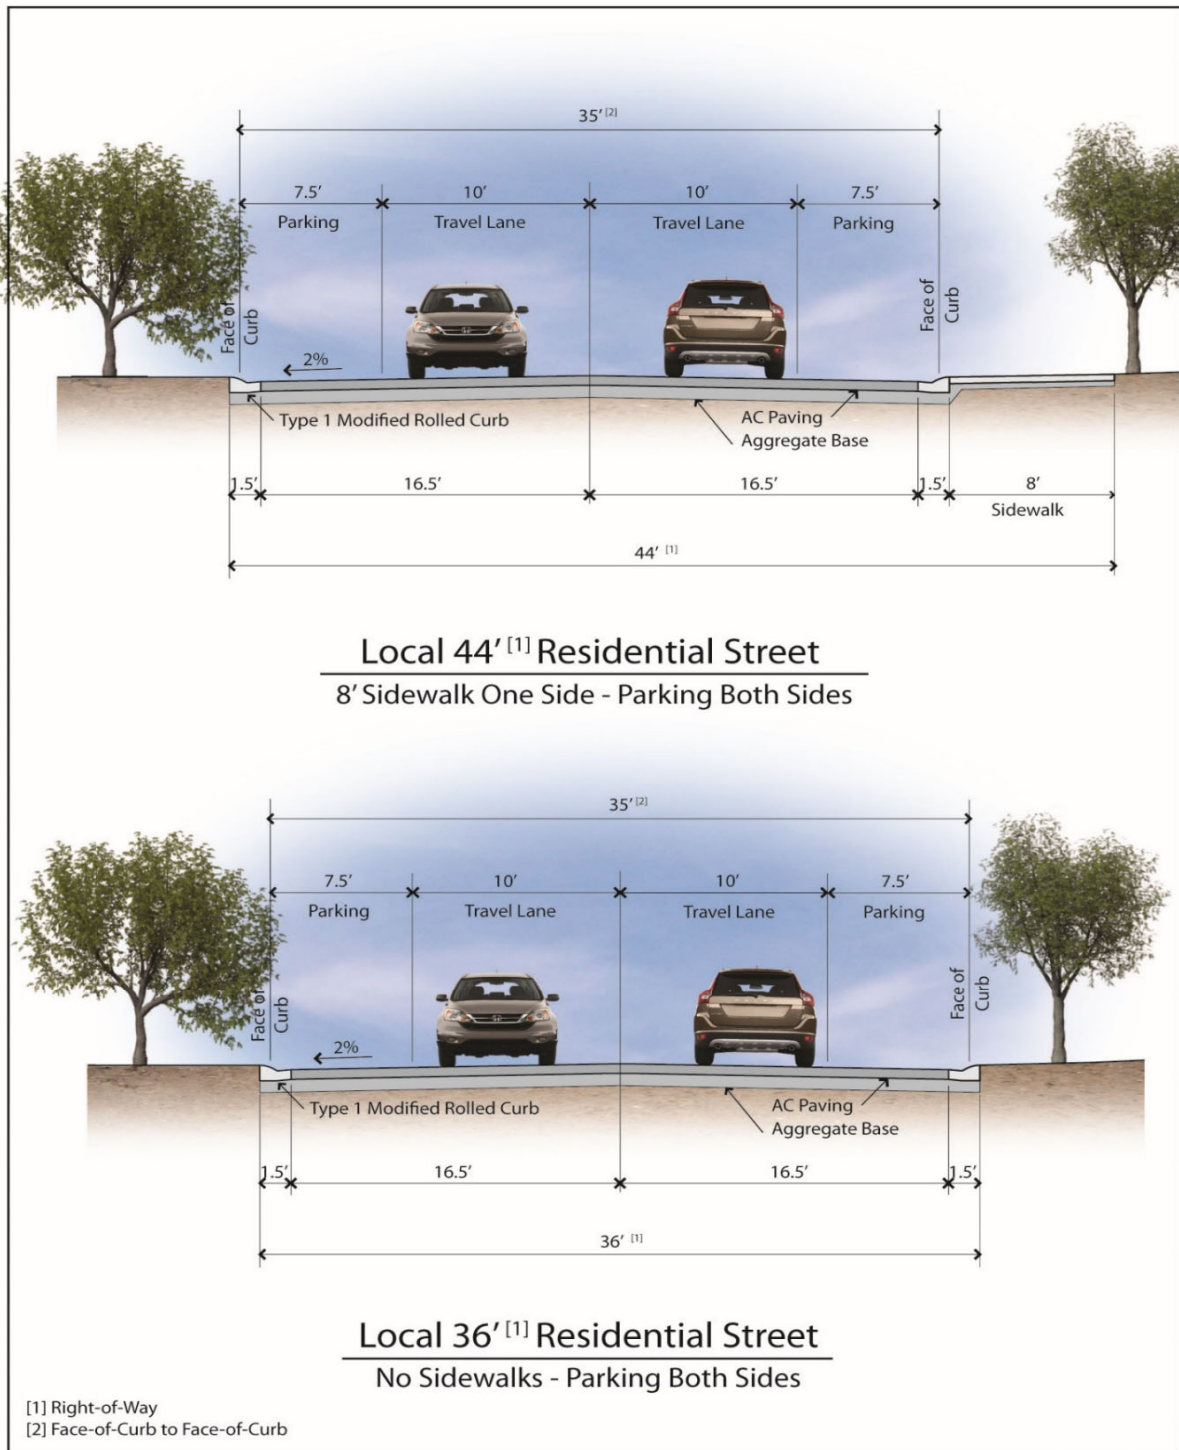 35' [2]
7.5' 10' 10' 7.5'
Parking Travel Lane Travel Lane Parking
Face of
Curb
Face of
Curb
2%
Type 1 Modified Rolled Curb
AC Paving
Aggregate Base
1.5' 16.5' 16.5' 1.5' 8'
Sidewalk
44' [1]
Local 44' [1] Residential Street
8' Sidewalk One Side - Parking Both Sides
35' [2]
7.5' 10' 10' 7.5'
Parking Travel Lane Travel Lane Parking
Face of
Curb
Face of
Curb
2%
Type 1 Modified Rolled Curb
AC Paving
Aggregate Base
1.5' 16.5' 16.5' 1.5'
36' [1]
Local 36' [1] Residential Street
No Sidewalks - Parking Both Sides
[1] Right-of-Way
[2] Face-of-Curb to Face-of-Curb